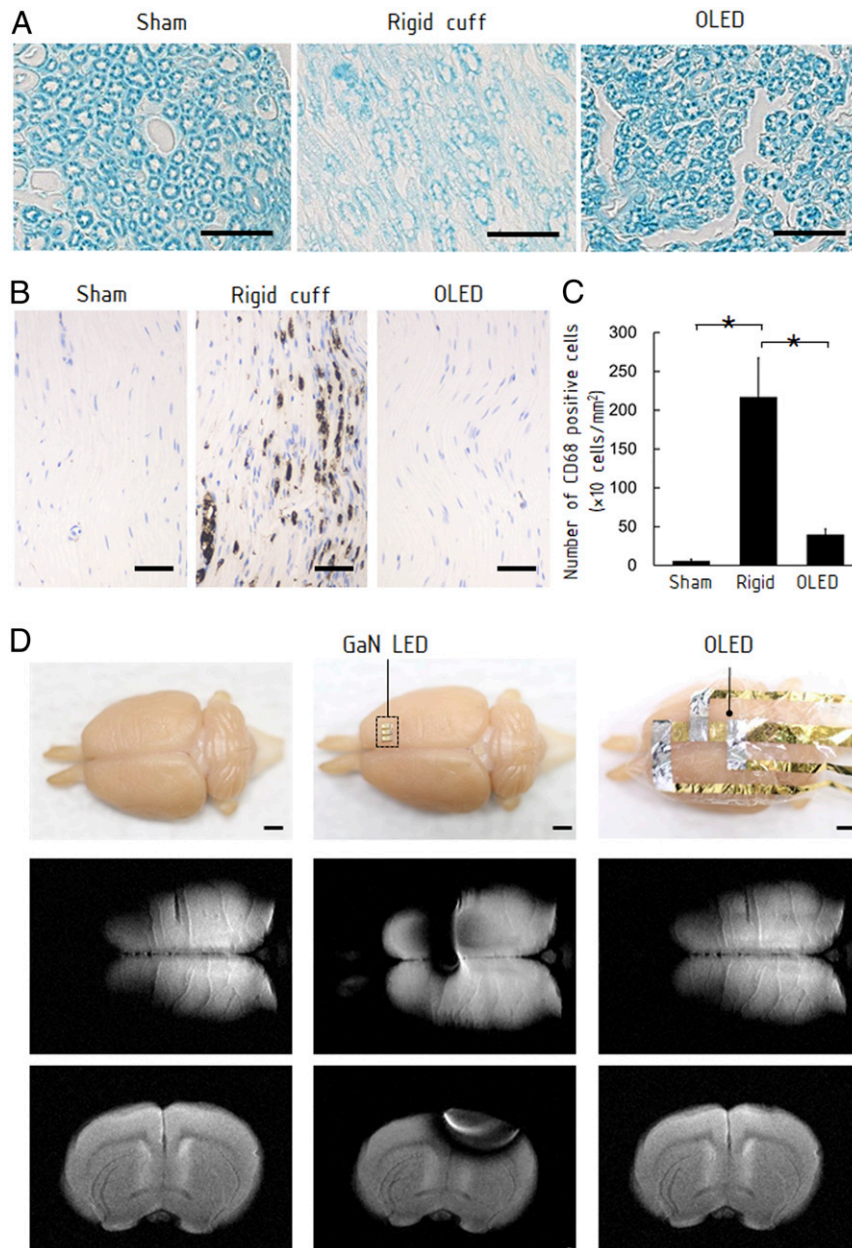 A
Sham Rigid cuff OLED
B
Sham Rigid cuff OLED
C
Number of CD68 positive cells
(×10 cells/mm²)
300
250
200
150
100
50
0
* *
Sham Rigid OLED
D
GaN LED OLED